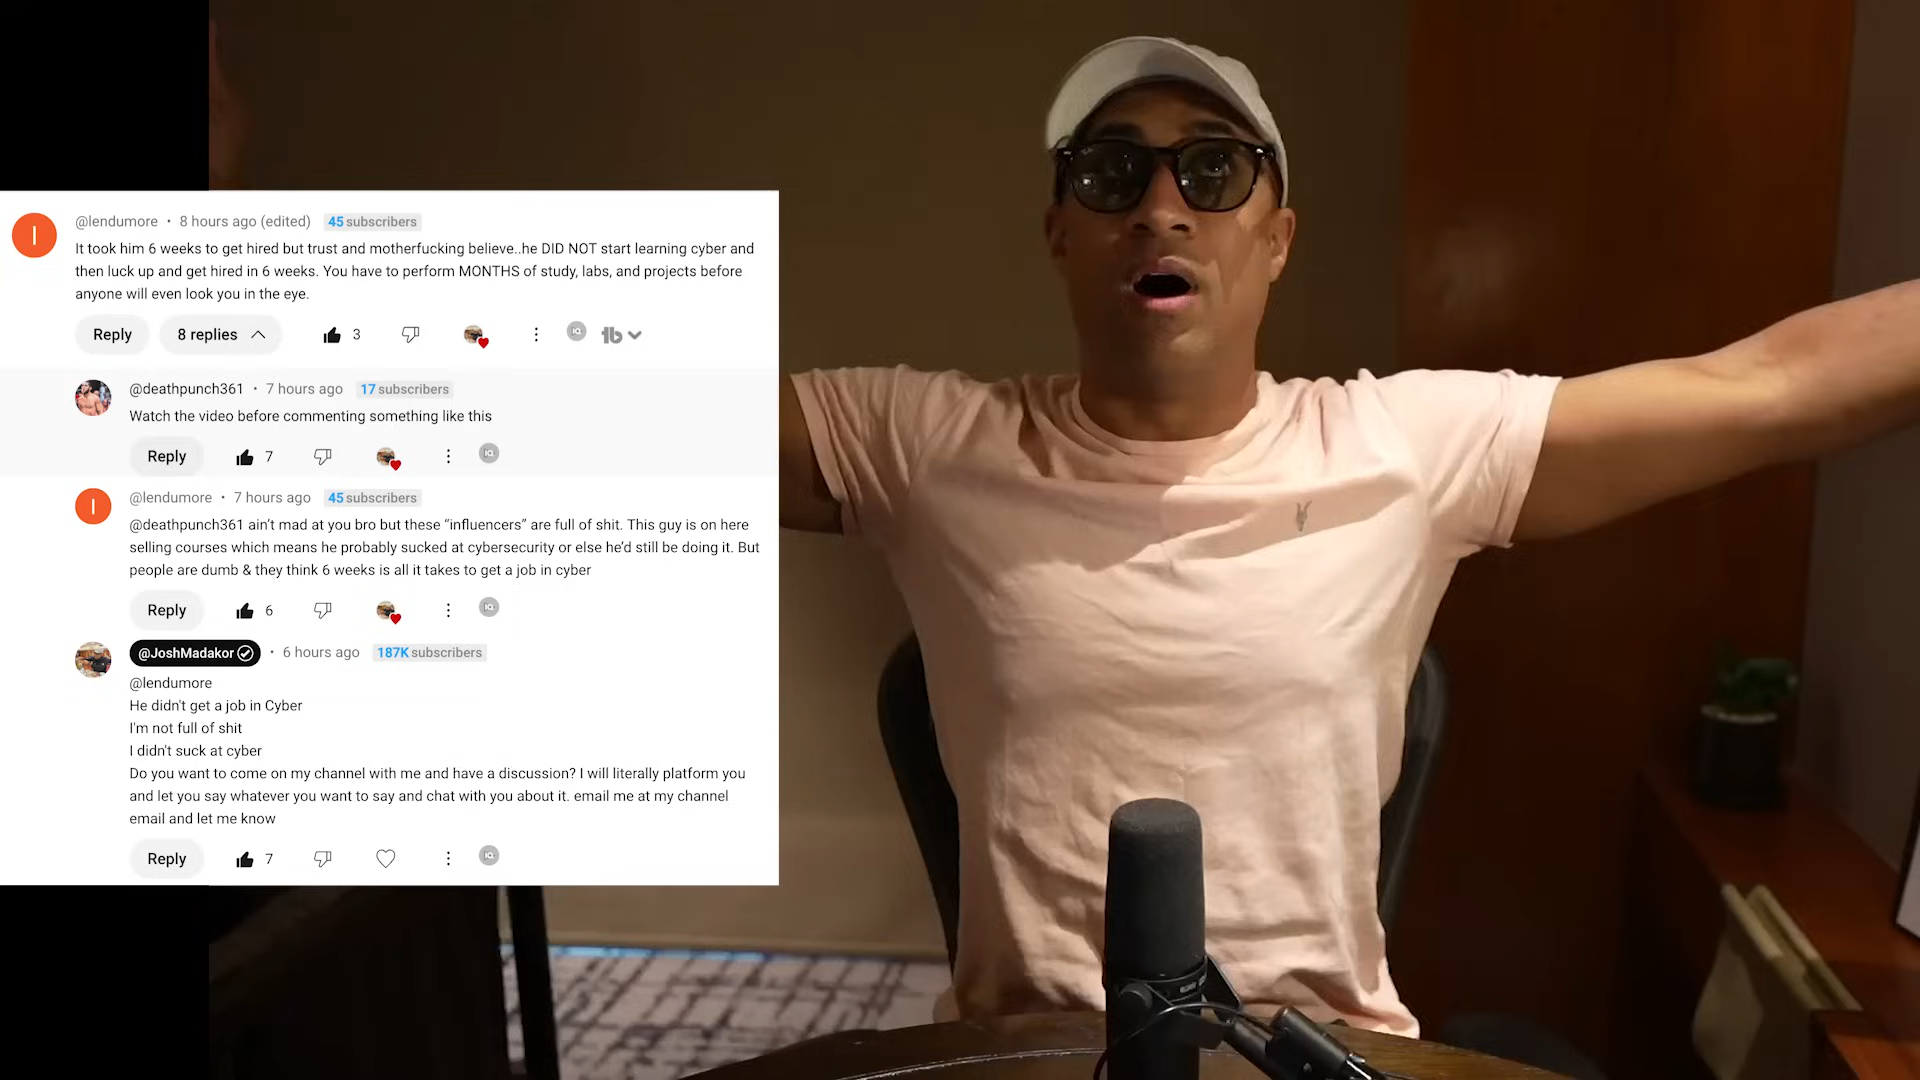 @lendumore • 8 hours ago (edited) 45 subscribers
It took him 6 weeks to get hired but trust and motherfucking believe..he DID NOT start learning cyber and
then luck up and get hired in 6 weeks. You have to perform MONTHS of study, labs, and projects before
anyone will even look you in the eye.
Reply 8 replies 3
@deathpunch361 • 7 hours ago 17 subscribers
Watch the video before commenting something like this
Reply 7
@lendumore • 7 hours ago 45 subscribers
@deathpunch361 ain’t mad at you bro but these “influencers” are full of shit. This guy is on here
selling courses which means he probably sucked at cybersecurity or else he’d still be doing it. But
people are dumb & they think 6 weeks is all it takes to get a job in cyber
Reply 6
@JoshMadakor • 6 hours ago 187K subscribers
@lendumore
He didn't get a job in Cyber
I'm not full of shit
I didn't suck at cyber
Do you want to come on my channel with me and have a discussion? I will literally platform you
and let you say whatever you want to say and chat with you about it. email me at my channel
email and let me know
Reply 7